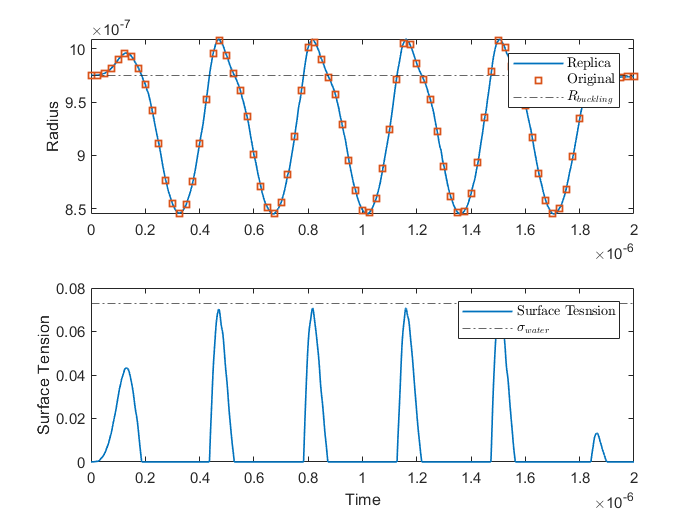 ×10⁻⁷
10
9.5
9
8.5
Radius
Replica
Original
R_buckling
0 0.2 0.4 0.6 0.8 1 1.2 1.4 1.6 1.8 2
×10⁻⁶
0.08
0.06
0.04
0.02
0
Surface Tension
Surface Tesnsion
σ_water
0 0.2 0.4 0.6 0.8 1 1.2 1.4 1.6 1.8 2
Time
×10⁻⁶